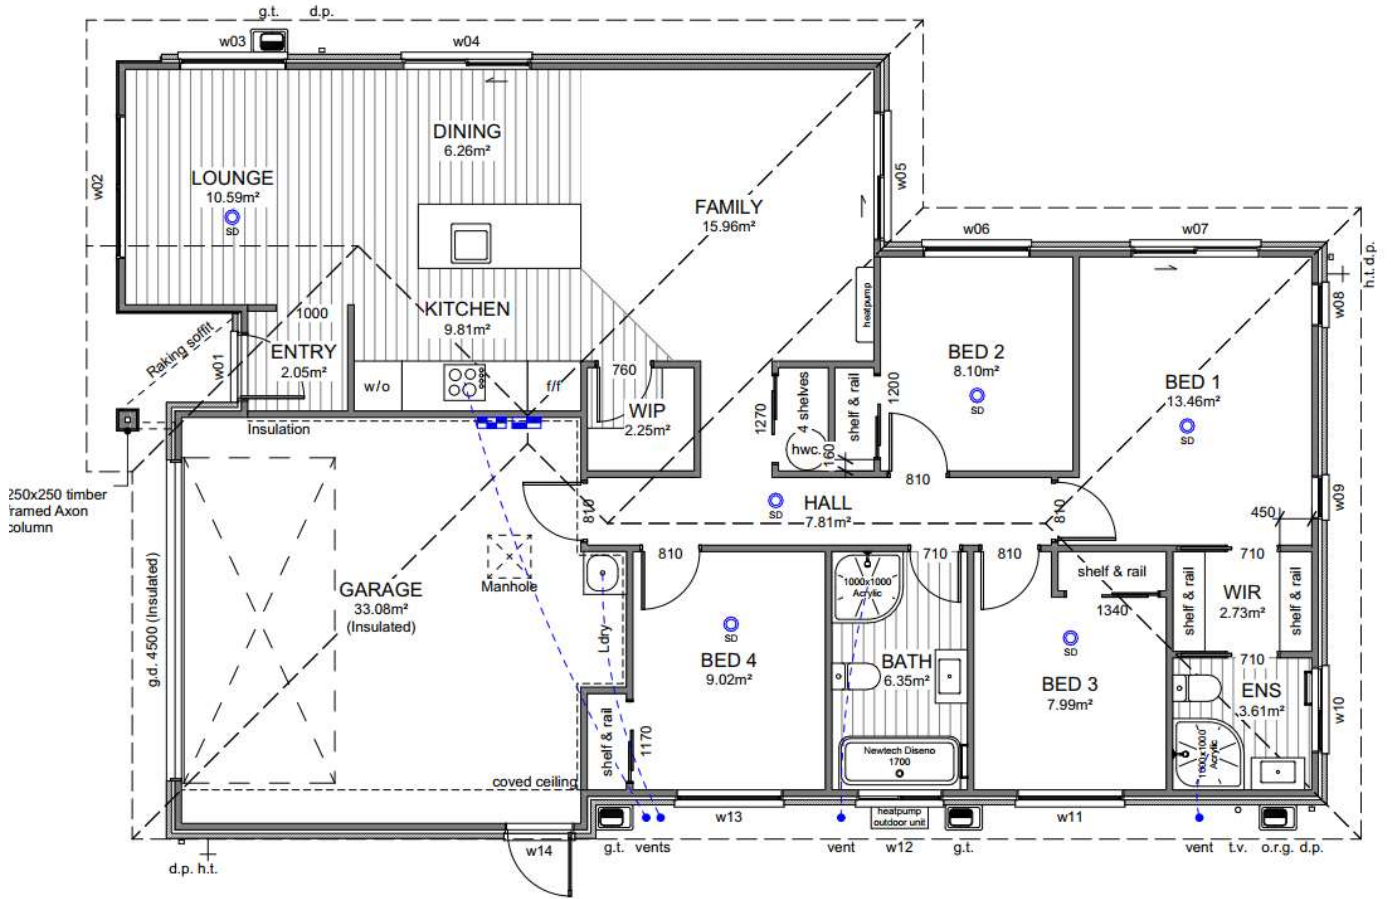 g.t. d.p.
w03
w04
DINING
6.26m²
LOUNGE
10.59m²
SD
w02
FAMILY
15.96m²
w05
w06
w07
h.t d.p.
w08
KITCHEN
9.81m²
1000
ENTRY
2.05m²
Raking soffit
w01
heatpump
w/o
f/f
760
WIP
2.25m²
1270
4 shelves
hwc.
160
shelf & rail
1200
BED 2
8.10m²
SD
BED 1
13.46m²
SD
Insulation
250x250 timber
framed Axon
column
810
810
HALL
7.81m²
SD
810
w09
450
810
710
810
710
g.d. 4500 (Insulated)
GARAGE
33.08m²
(Insulated)
Manhole
Ldry
1000x1000
Acrylic
shelf & rail
1340
shelf & rail
WIR
2.73m²
shelf & rail
SD
BED 4
9.02m²
BATH
6.35m²
SD
BED 3
7.99m²
710
ENS
3.61m²
w10
shelf & rail
1170
Newtech Diseno
1700
1000x1000
Acrylic
coved ceiling
w13
heatpump
outdoor unit
w11
w14
g.t. vents
vent
w12
g.t.
vent t.v. o.r.g. d.p.
d.p. h.t.